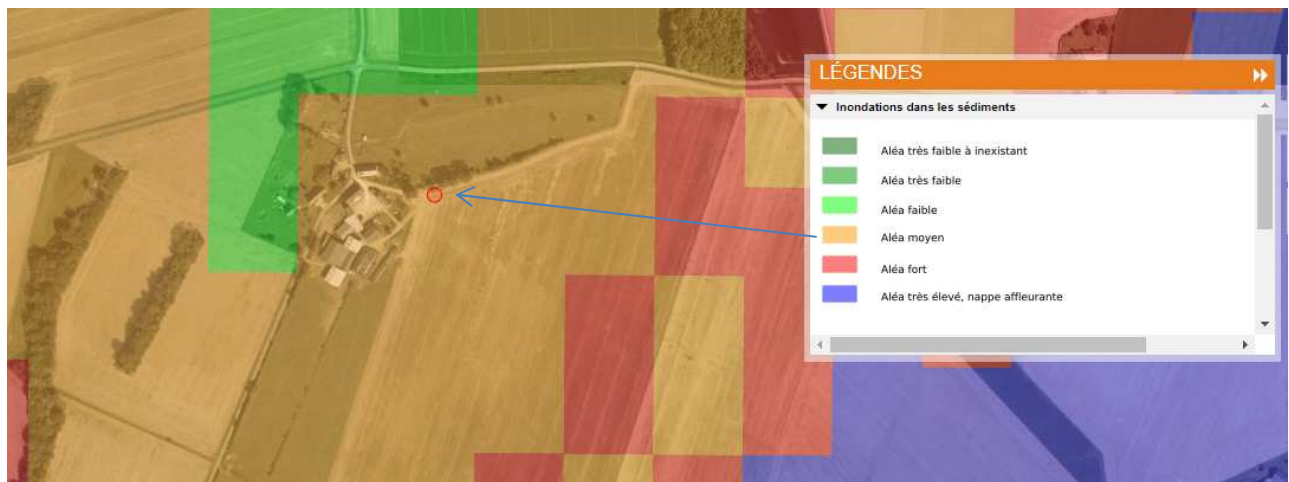 LÉGENDES
Inondations dans les sédiments
Aléa très faible à inexistant
Aléa très faible
Aléa faible
Aléa moyen
Aléa fort
Aléa très élevé, nappe affleurante